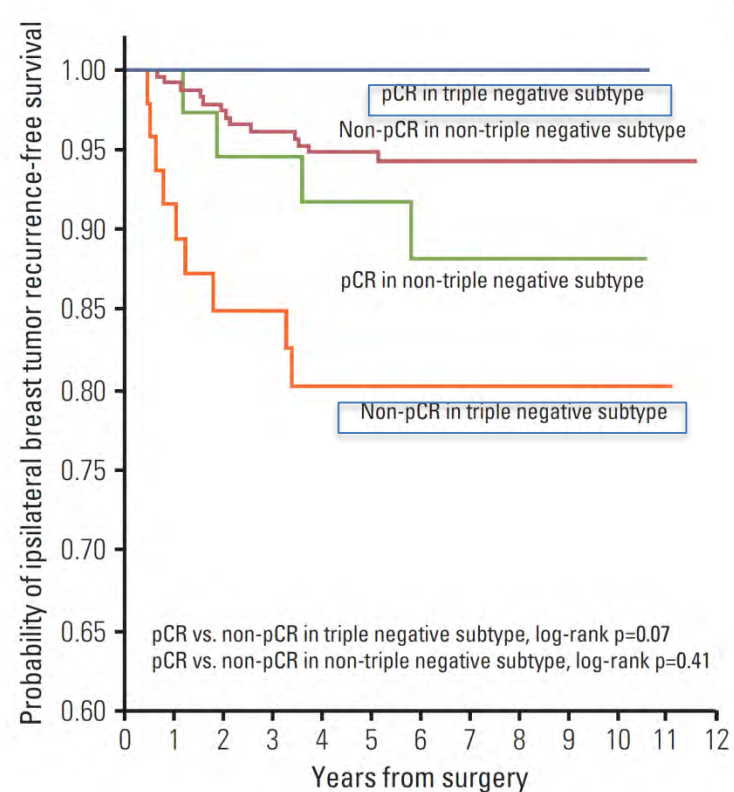 Probability of ipsilateral breast tumor recurrence-free survival
1.00
0.95
0.90
0.85
0.80
0.75
0.70
0.65
0.60
pCR in triple negative subtype
Non-pCR in non-triple negative subtype
pCR in non-triple negative subtype
Non-pCR in triple negative subtype
pCR vs. non-pCR in triple negative subtype, log-rank p=0.07
pCR vs. non-pCR in non-triple negative subtype, log-rank p=0.41
0 1 2 3 4 5 6 7 8 9 10 11 12
Years from surgery